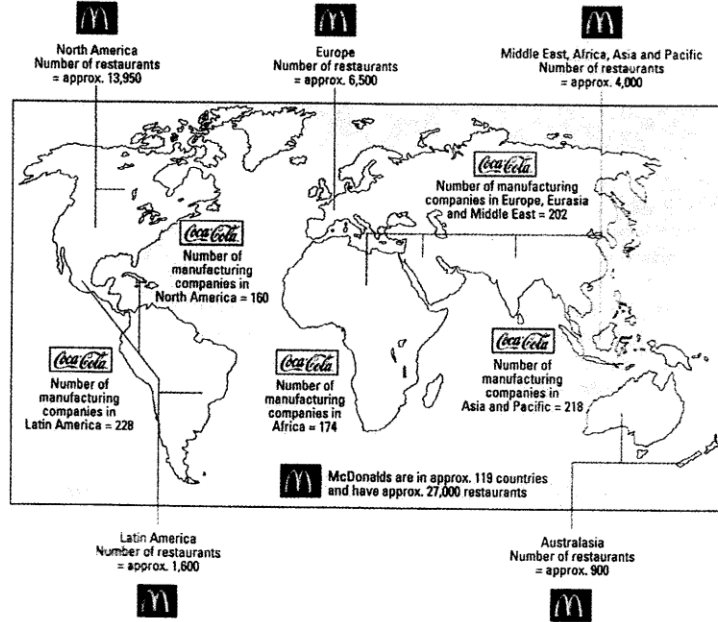 North America
Number of restaurants
= approx. 13,950
Europe
Number of restaurants
= approx. 6,500
Middle East, Africa, Asia and Pacific
Number of restaurants
= approx. 4,000
Coca-Cola
Number of manufacturing
companies in Europe, Eurasia
and Middle East = 202
Coca-Cola
Number of
manufacturing
companies in
North America = 160
Coca-Cola
Number of
manufacturing
companies in
Latin America = 228
Coca-Cola
Number of
manufacturing
companies in
Africa = 174
Coca-Cola
Number of
manufacturing
companies in
Asia and Pacific = 218
McDonalds are in approx. 119 countries
and have approx. 27,000 restaurants
Latin America
Number of restaurants
= approx. 1,600
Australasia
Number of restaurants
= approx. 900